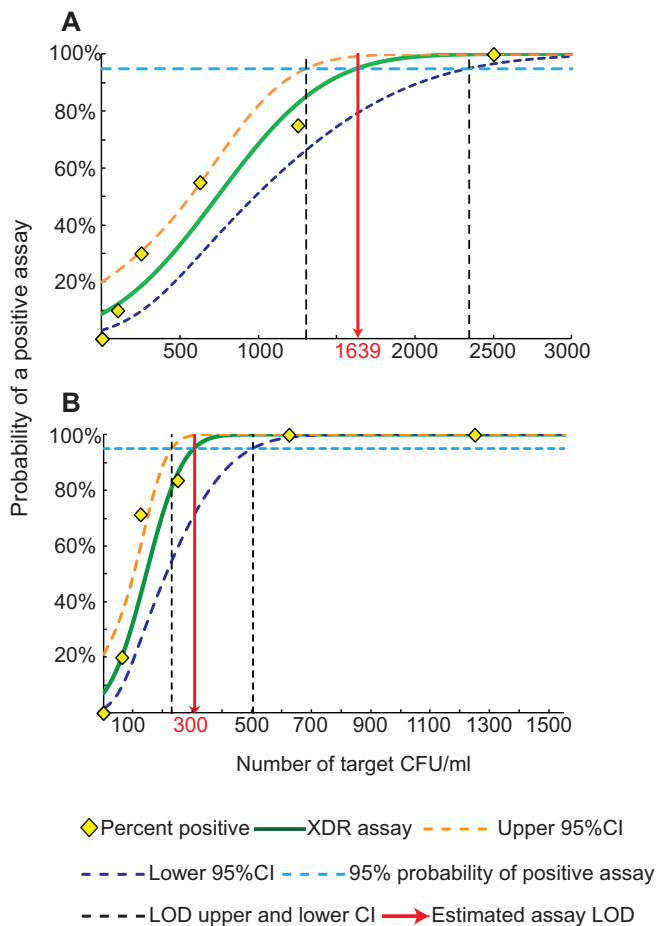 A
100%
80%
60%
40%
20%
500 1000 1639 2000 2500 3000
Probability of a positive assay
B
100%
80%
60%
40%
20%
100 300 500 700 900 1100 1300 1500
Number of target CFU/ml
Percent positive XDR assay Upper 95%CI
Lower 95%CI 95% probability of positive assay
LOD upper and lower CI Estimated assay LOD